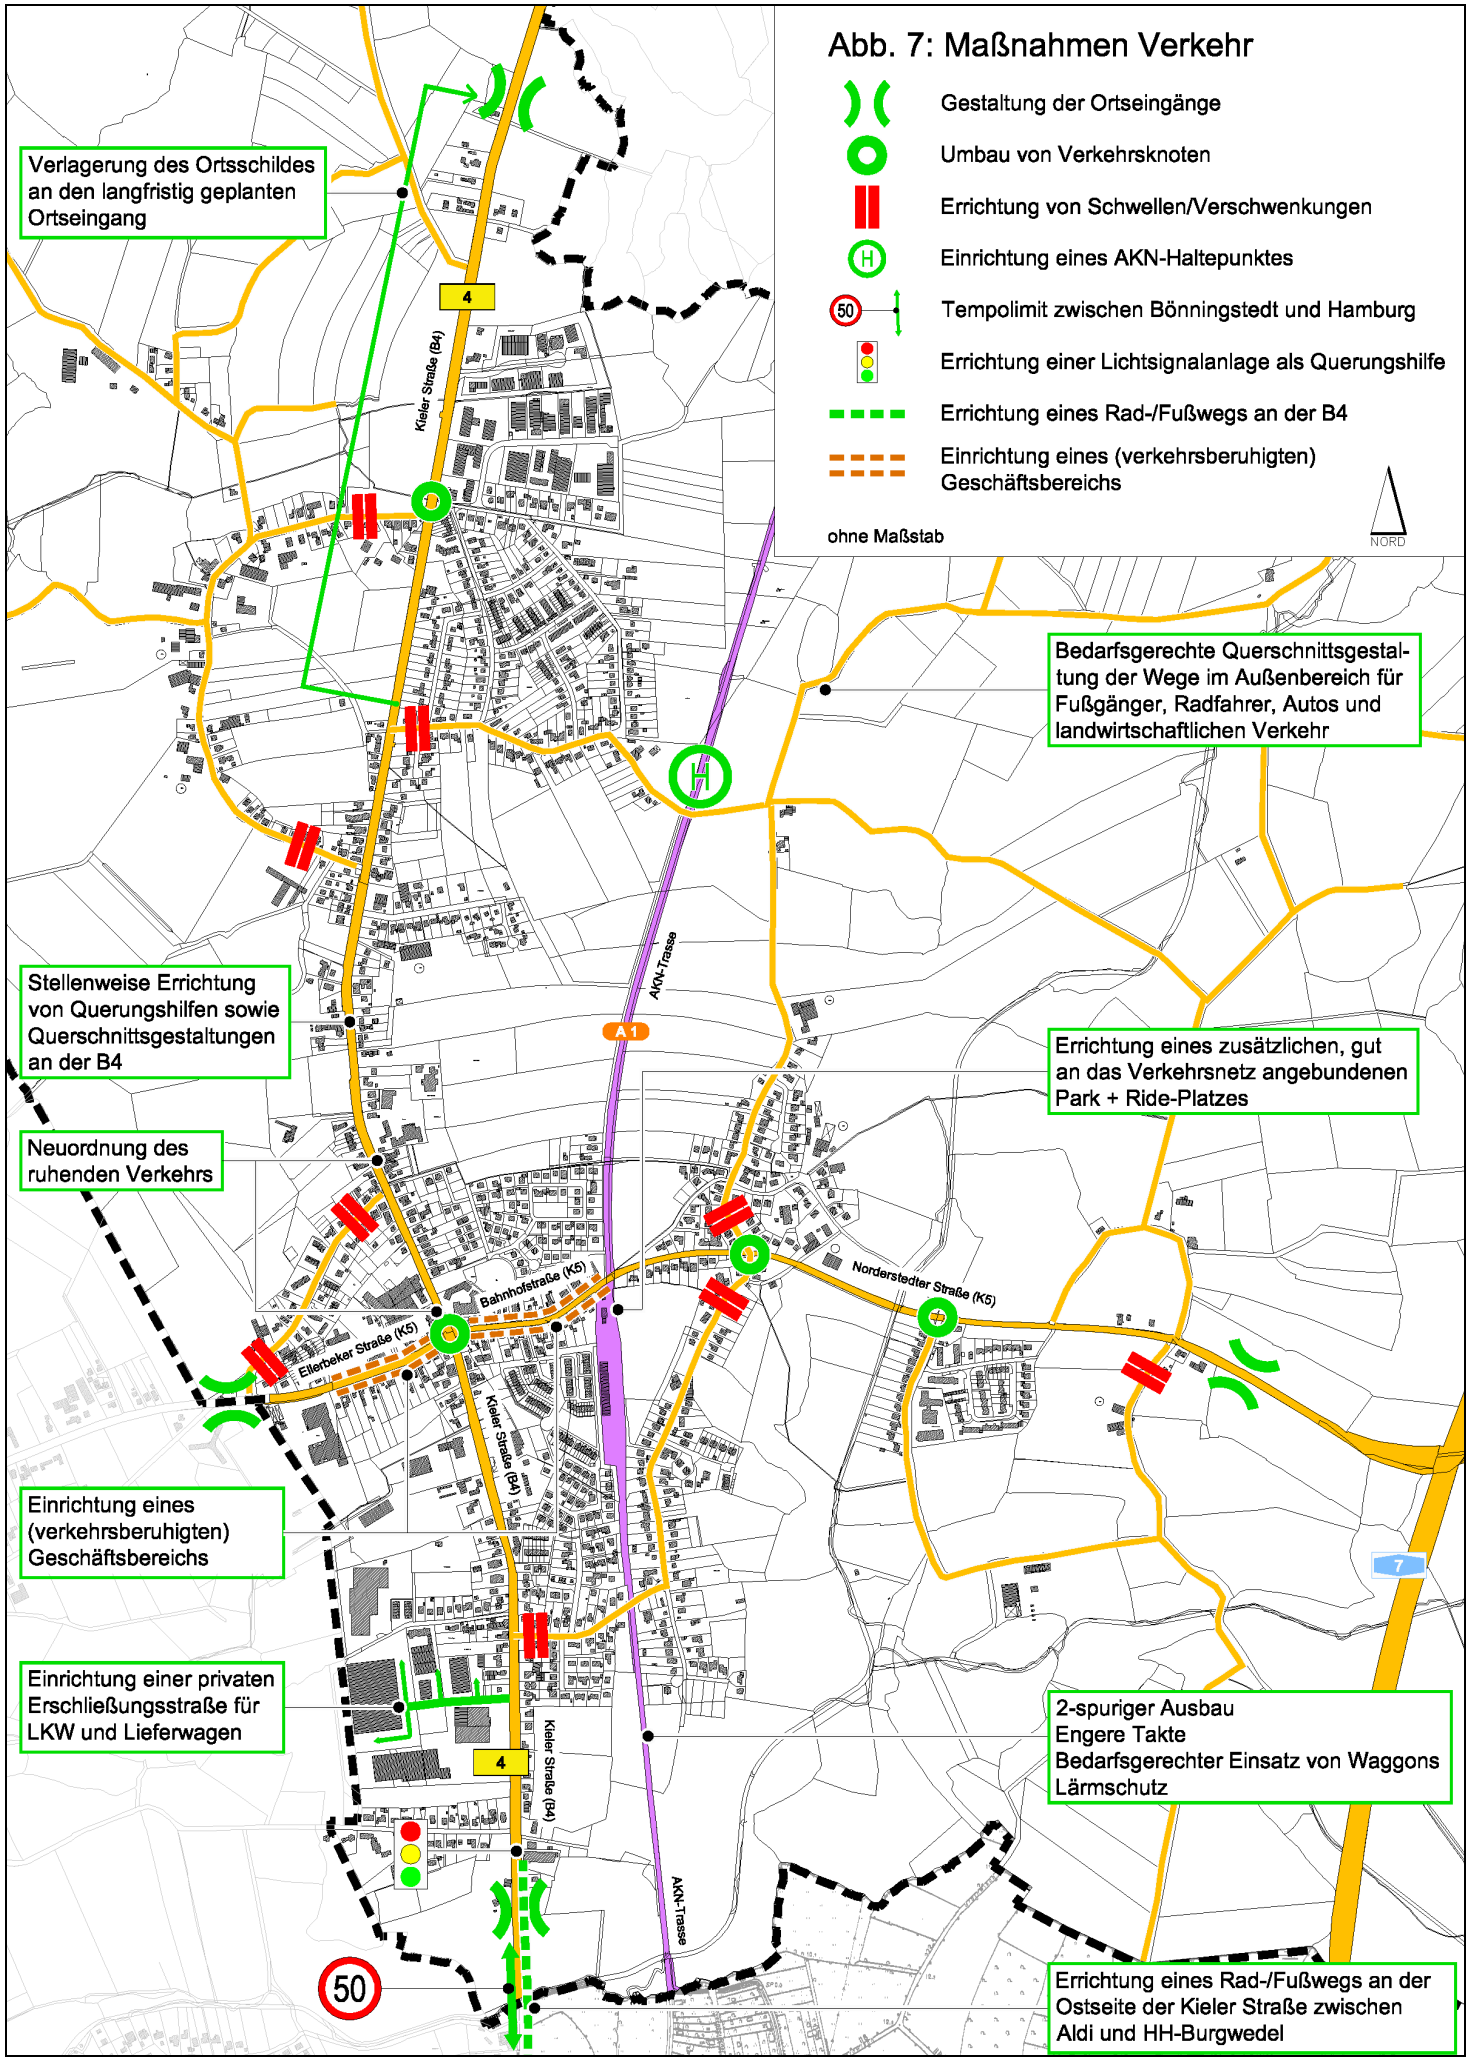 Abb. 7: Maßnahmen Verkehr
Gestaltung der Ortseingänge
Umbau von Verkehrsknoten
Errichtung von Schwellen/Verschwenkungen
H
Einrichtung eines AKN-Haltepunktes
50
Tempolimit zwischen Bönningstedt und Hamburg
Errichtung einer Lichtsignalanlage als Querungshilfe
Errichtung eines Rad-/Fußwegs an der B4
Einrichtung eines (verkehrsberuhigten)
Geschäftsbereichs
ohne Maßstab
NORD
Verlagerung des Ortsschildes
an den langfristig geplanten
Ortseingang
4
Kieler Straße (B4)
Bedarfsgerechte Querschnittsgestal-
tung der Wege im Außenbereich für
Fußgänger, Radfahrer, Autos und
landwirtschaftlichen Verkehr
H
AKN-Trasse
A 1
Stellenweise Errichtung
von Querungshilfen sowie
Querschnittsgestaltungen
an der B4
Errichtung eines zusätzlichen, gut
an das Verkehrsnetz angebundenen
Park + Ride-Platzes
Neuordnung des
ruhenden Verkehrs
Bahnhofstraße (K5)
Norderstedter Straße (K5)
Ellerbeker Straße (K5)
Kieler Straße (B4)
Einrichtung eines
(verkehrsberuhigten)
Geschäftsbereichs
7
Einrichtung einer privaten
Erschließungsstraße für
LKW und Lieferwagen
4
Kieler Straße (B4)
2-spuriger Ausbau
Engere Takte
Bedarfsgerechter Einsatz von Waggons
Lärmschutz
AKN-Trasse
50
Errichtung eines Rad-/Fußwegs an der
Ostseite der Kieler Straße zwischen
Aldi und HH-Burgwedel